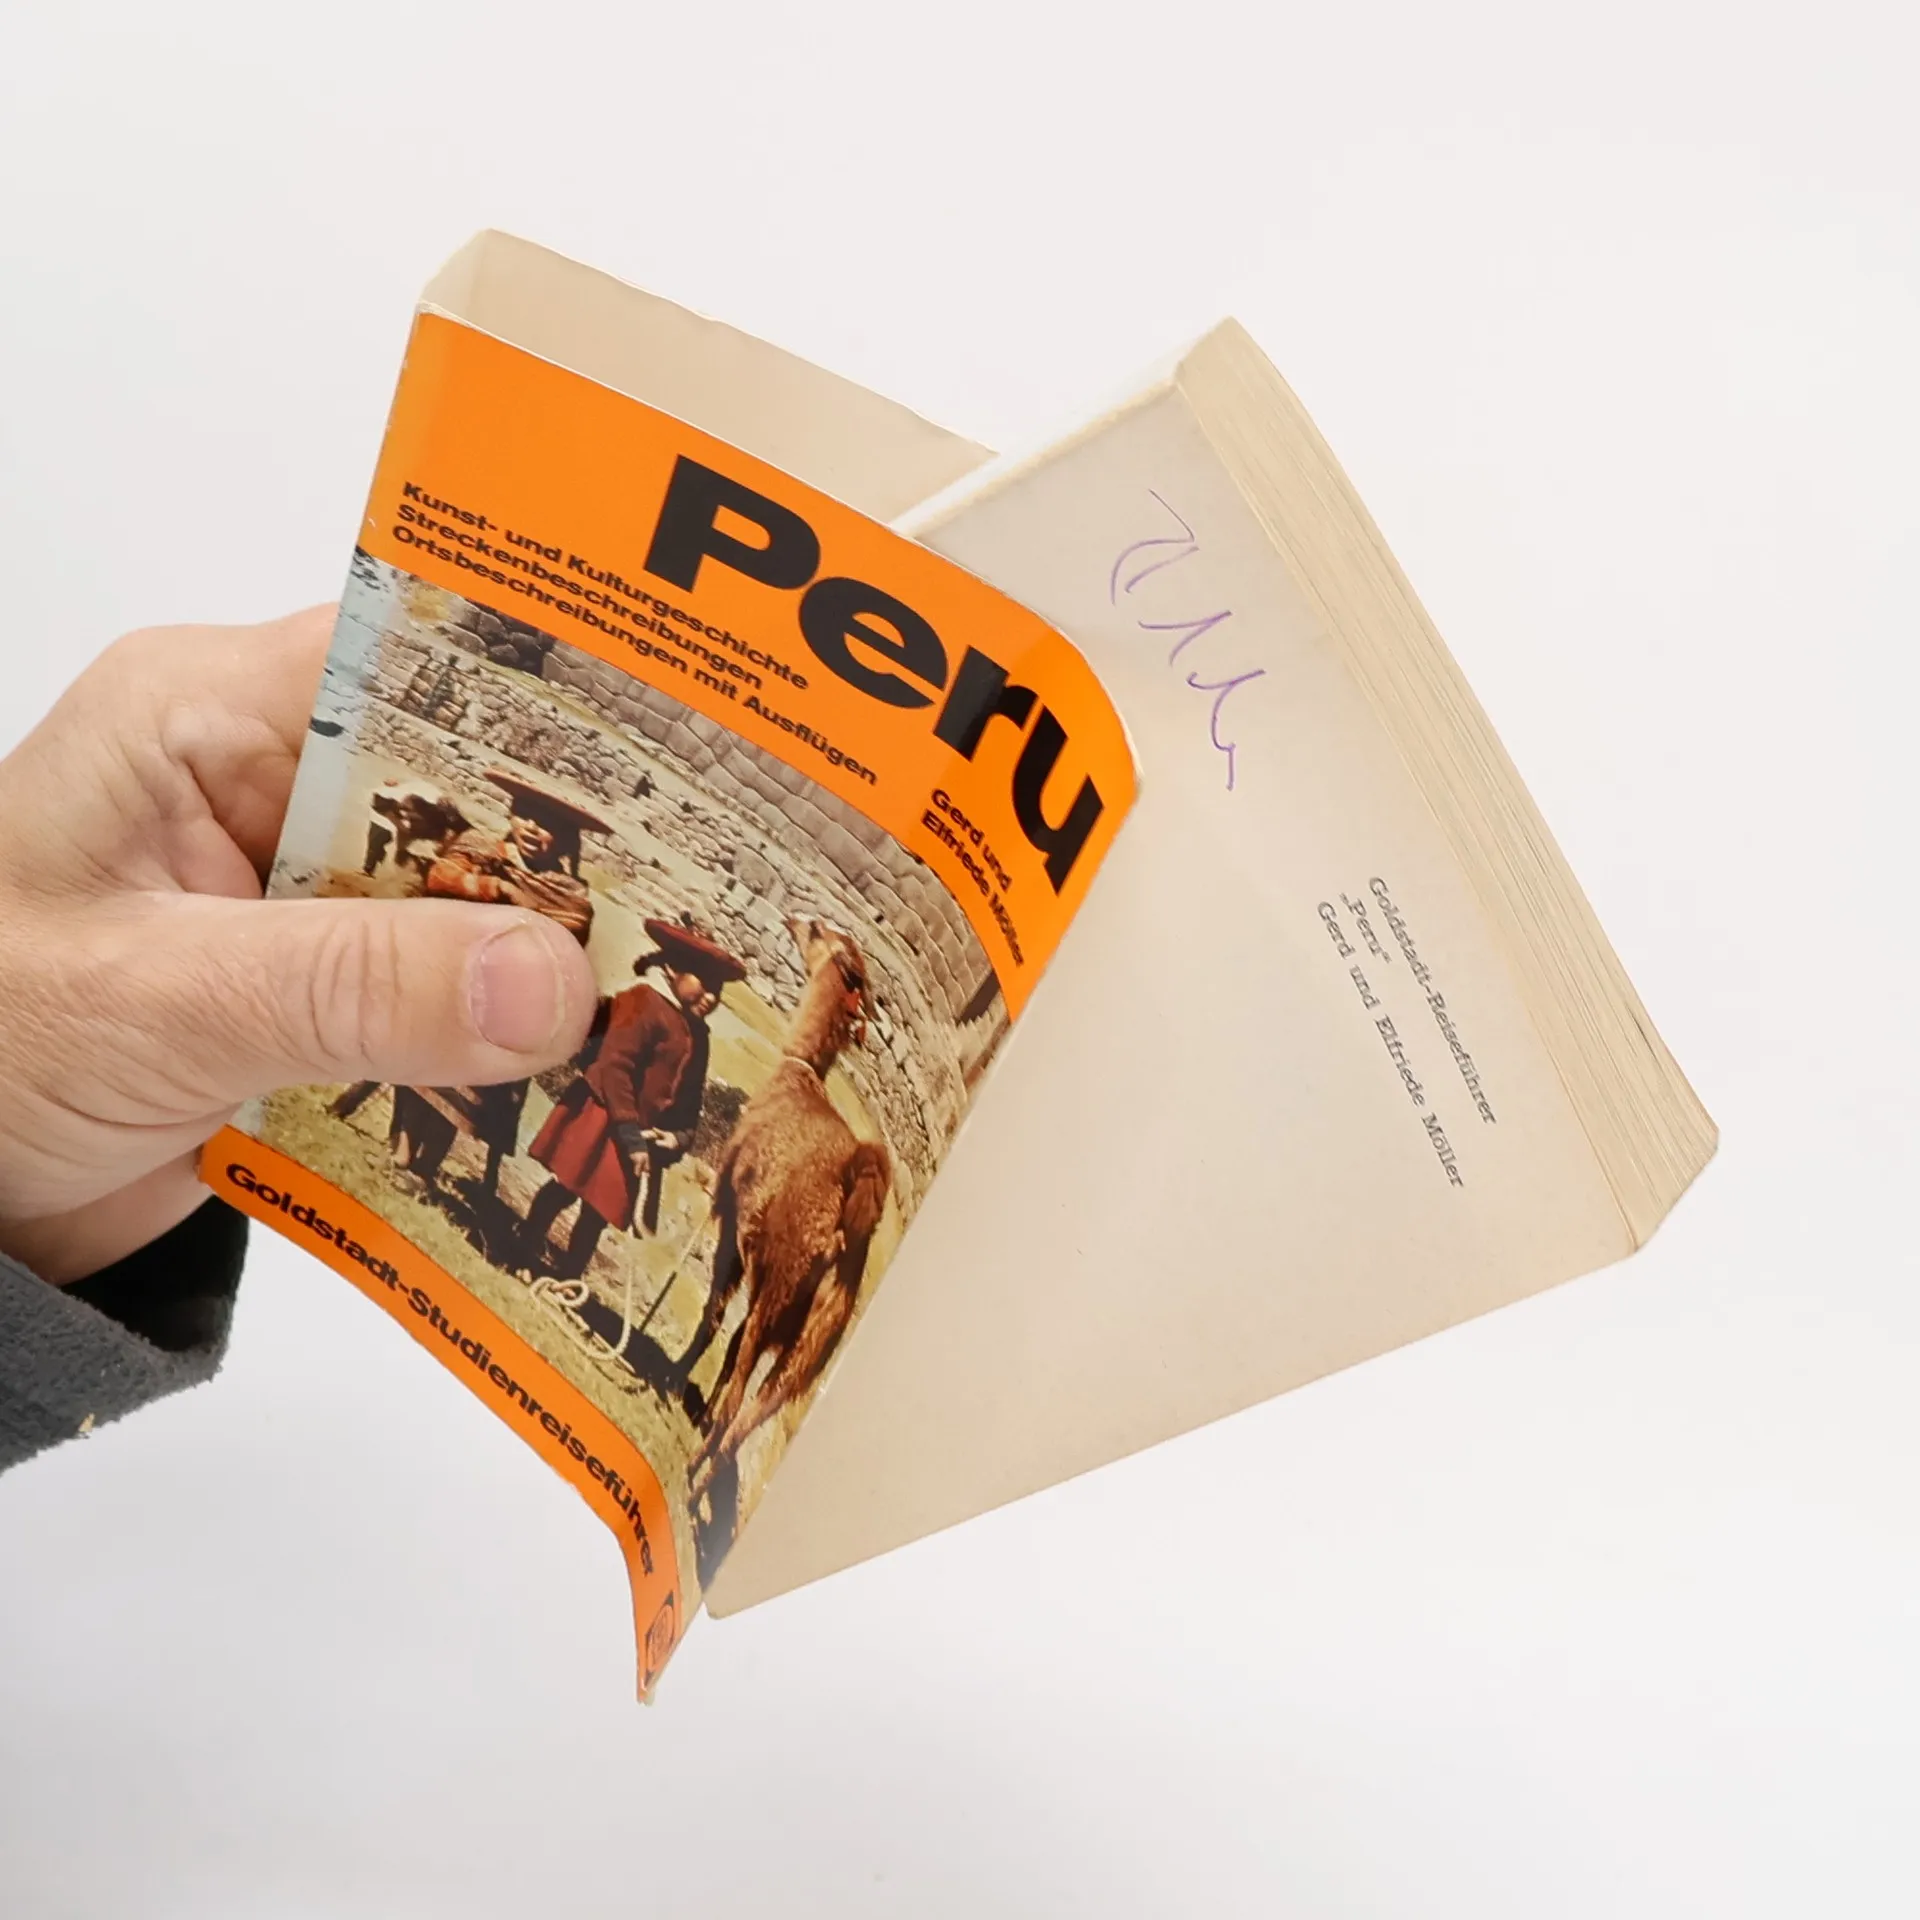 Peru
Kunst- und Kulturgeschichte
Streckenbeschreibungen
Ortsbeschreibungen mit Ausflügen
Gerd und
Elfriede Möller
Goldstadt-Studienreiseführer
Goldstadt-Reiseführer
„Peru“
Gerd und Elfriede Möller